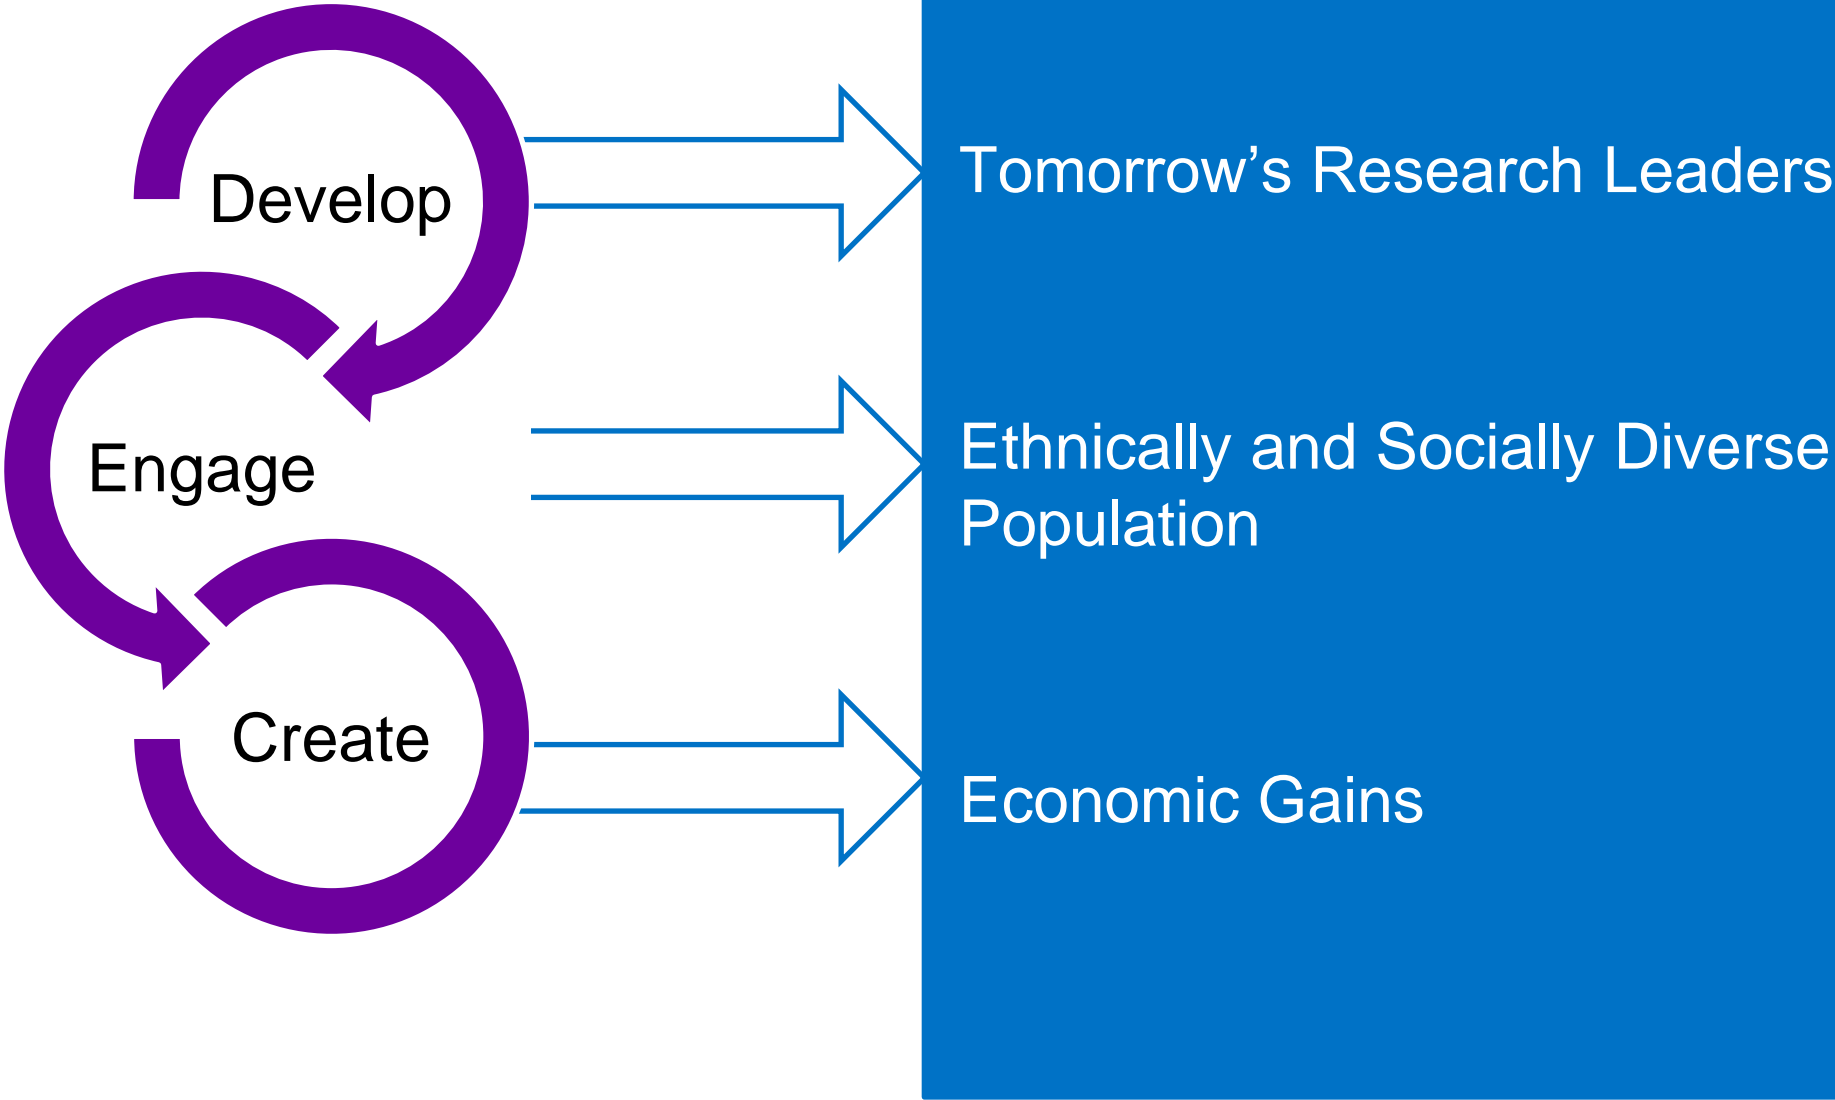 Develop
Tomorrow’s Research Leaders
Engage
Ethnically and Socially Diverse
Population
Create
Economic Gains